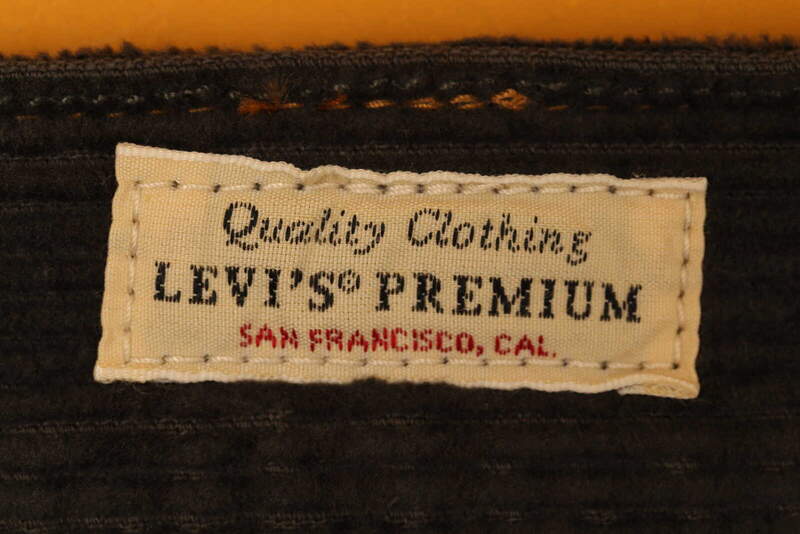 Quality Clothing
LEVI'S® PREMIUM
SAN FRANCISCO, CAL.